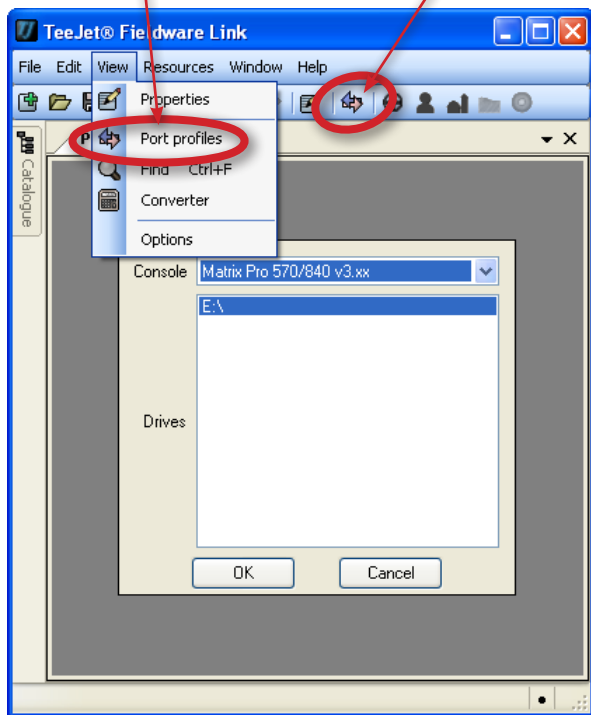 TeeJet® Fieldware Link
File Edit View Resources Window Help
Properties
P
Port profiles
Find Ctrl+F
Converter
Options
Catalogue
Console Matrix Pro 570/840 v3.xx
E:\
Drives
OK Cancel